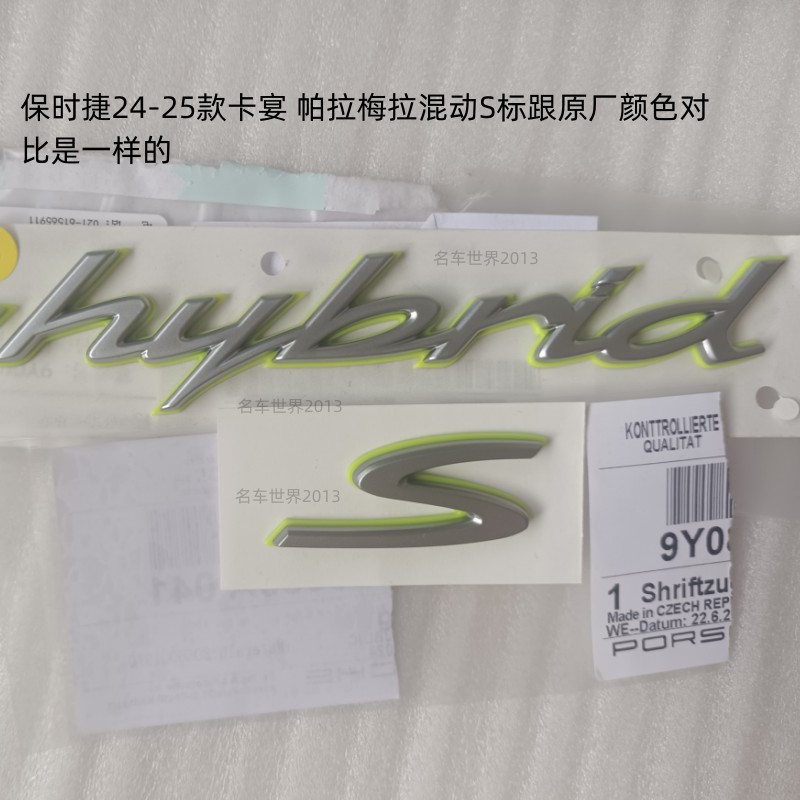 保时捷24-25款卡宴 帕拉梅拉混动S标跟原厂颜色对
比是一样的
名车世界2013
hybrid
名车世界2013
S
名车世界2013
KONTTROLLIERTE
QUALITAT
9Y0
1 Shriftzu
Made in CZECH REP
WE--Datum: 22.6.2
PORS